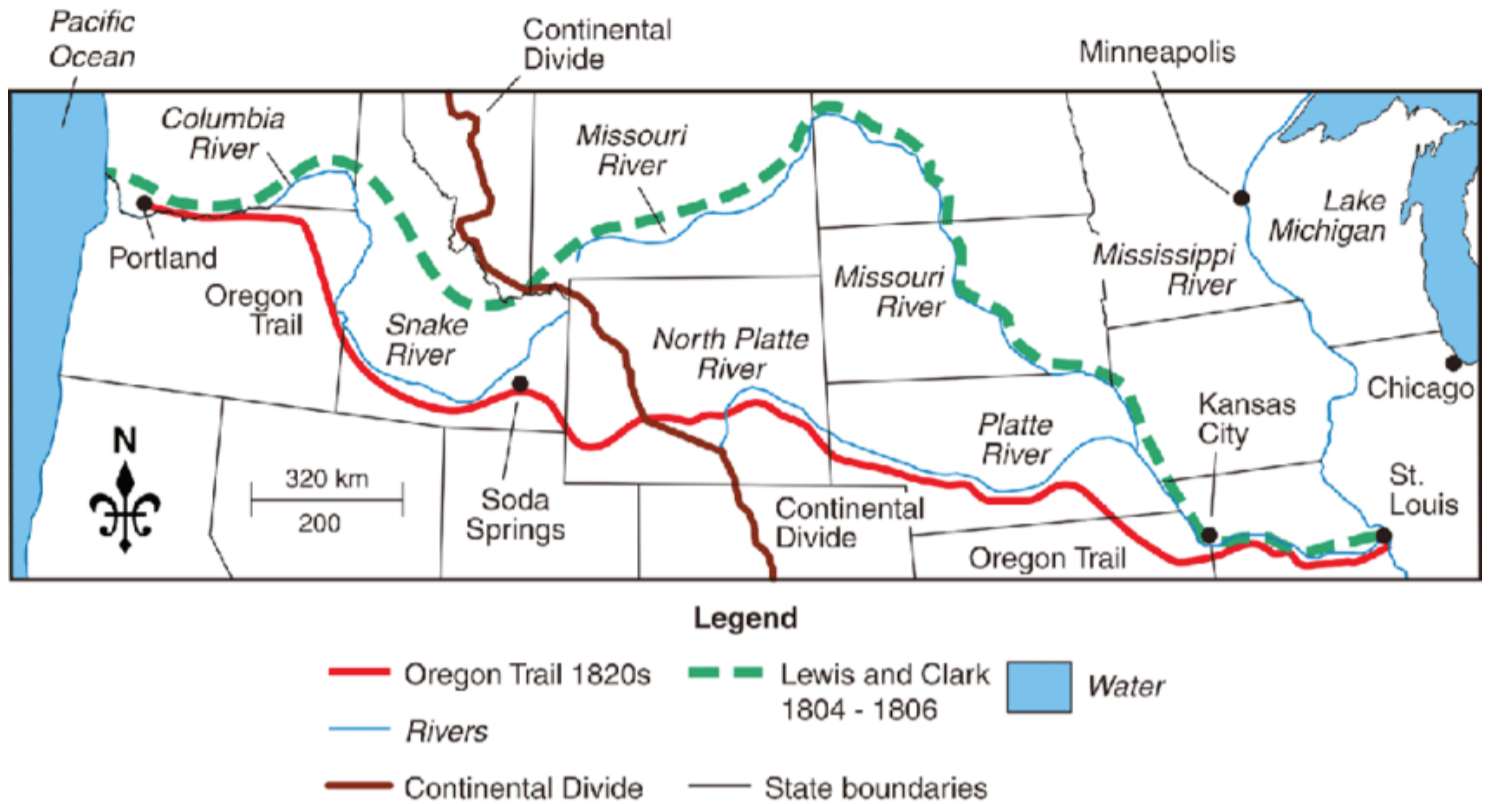 Pacific
Ocean
Continental
Divide
Minneapolis
Columbia
River
Missouri
River
Lake
Michigan
Portland
Mississippi
River
Missouri
River
Oregon
Trail
Snake
River
North Platte
River
Chicago
Kansas
City
Platte
River
N
320 km
200
Soda
Springs
St.
Louis
Continental
Divide
Oregon Trail
Legend
Oregon Trail 1820s
Lewis and Clark
1804 - 1806
Water
Rivers
Continental Divide
State boundaries